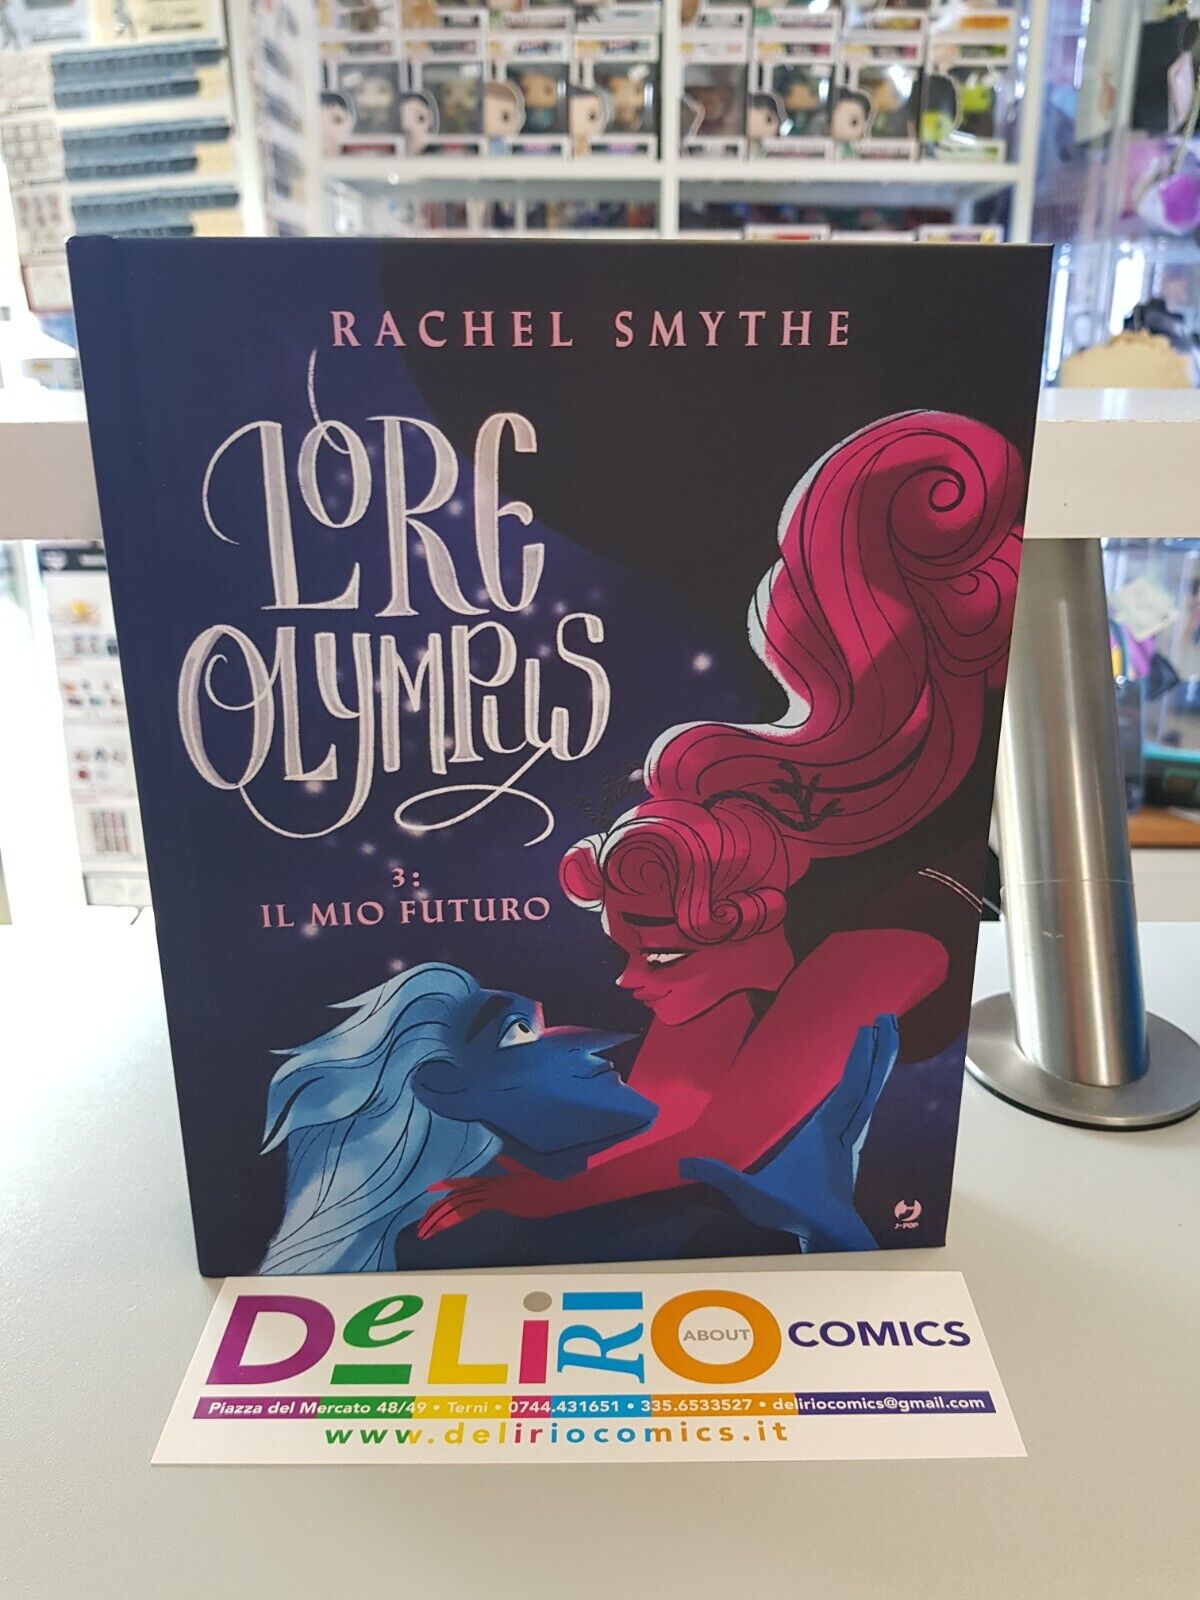 RACHEL SMYTHE
LORE
OLYMPUS
3:
IL MIO FUTURO
J-POP
DeLiRiO ABOUT COMICS
Piazza del Mercato 48/49 • Terni • 0744.431651 • 335.6533527 • deliriocomics@gmail.com
www.deliriocomics.it